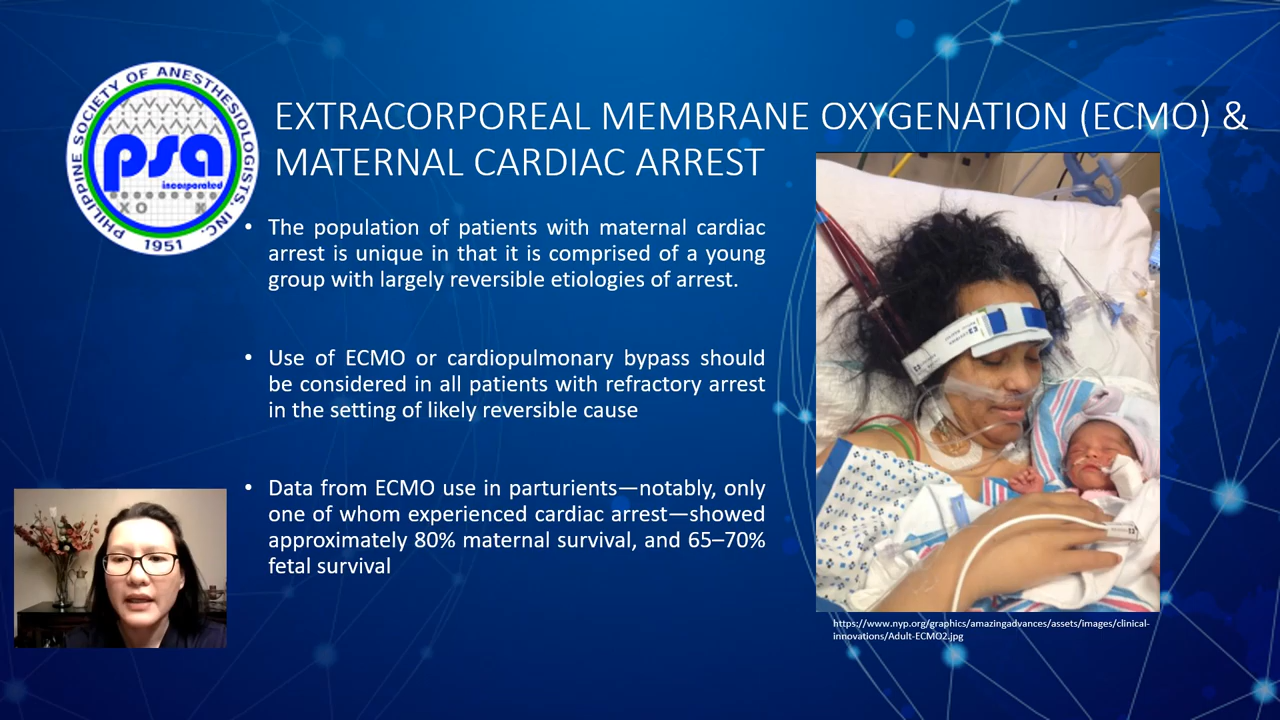 PHILIPPINE SOCIETY OF ANESTHESIOLOGISTS, INC.
psa
incorporated
XO X
1951
EXTRACORPOREAL MEMBRANE OXYGENATION (ECMO) &
MATERNAL CARDIAC ARREST
• The population of patients with maternal cardiac
arrest is unique in that it is comprised of a young
group with largely reversible etiologies of arrest.
• Use of ECMO or cardiopulmonary bypass should
be considered in all patients with refractory arrest
in the setting of likely reversible cause
• Data from ECMO use in parturients—notably, only
one of whom experienced cardiac arrest—showed
approximately 80% maternal survival, and 65–70%
fetal survival
https://www.nyp.org/graphics/amazingadvances/assets/images/clinical-
innovations/Adult-ECMO2.jpg